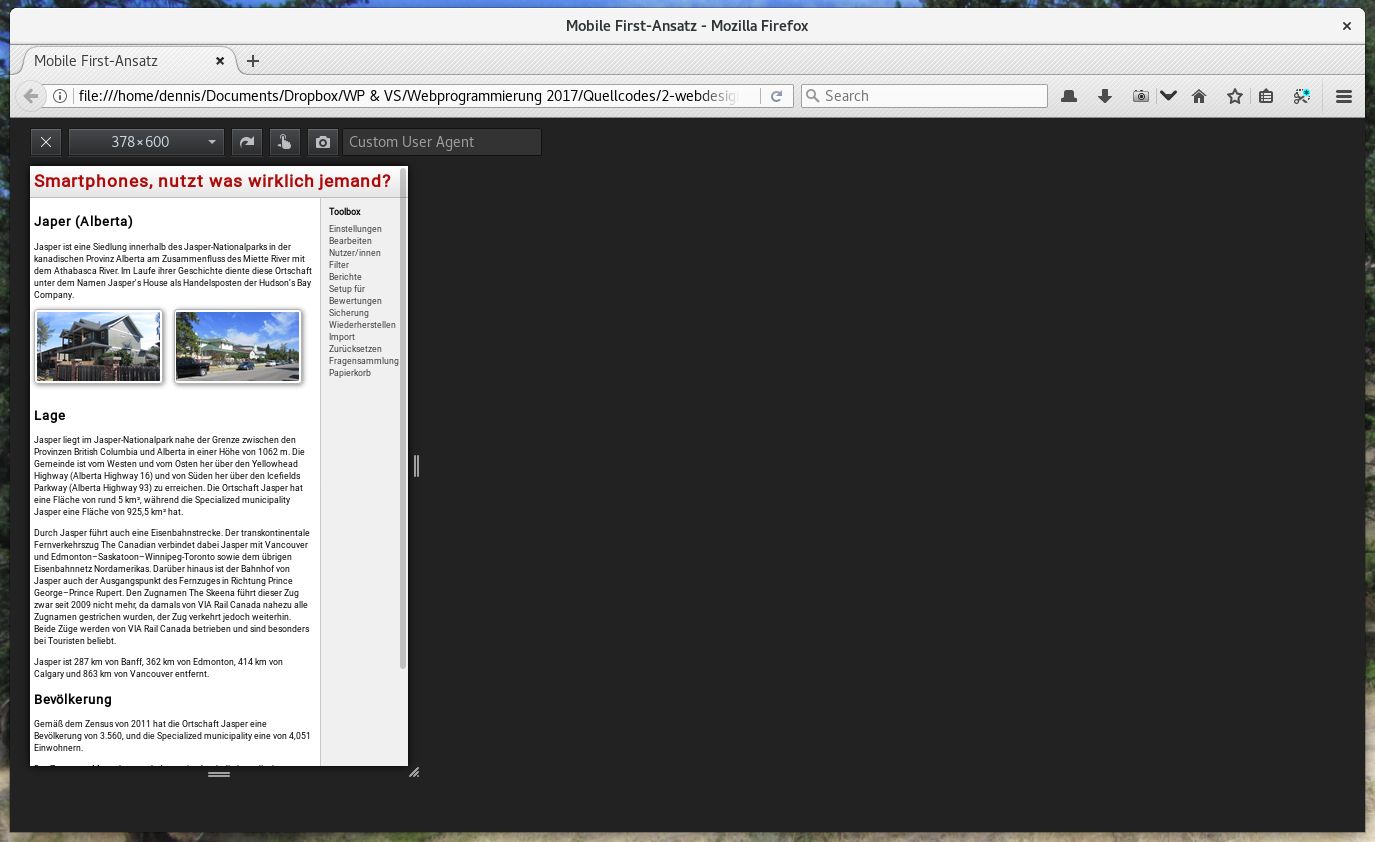 Mobile First-Ansatz - Mozilla Firefox
Mobile First-Ansatz
file:///home/dennis/Documents/Dropbox/WP & VS/Webprogrammierung 2017/Quellcodes/2-webdesign
Search
378×600
Custom User Agent
Smartphones, nutzt was wirklich jemand?
Japer (Alberta)
Jasper ist eine Siedlung innerhalb des Jasper-Nationalparks in der
kanadischen Provinz Alberta am Zusammenfluss des Miette River mit
dem Athabasca River. Im Laufe ihrer Geschichte diente diese Ortschaft
unter dem Namen Jasper's House als Handelsposten der Hudson's Bay
Company.
Lage
Jasper liegt im Jasper-Nationalpark nahe der Grenze zwischen den
Provinzen British Columbia und Alberta in einer Höhe von 1062 m. Die
Gemeinde ist vom Westen und vom Osten her über den Yellowhead
Highway (Alberta Highway 16) und von Süden her über den Icefields
Parkway (Alberta Highway 93) zu erreichen. Die Ortschaft Jasper hat
eine Fläche von rund 5 km², während die Specialized municipality
Jasper eine Fläche von 925,5 km² hat.
Durch Jasper führt auch eine Eisenbahnstrecke. Der transkontinentale
Fernverkehrszug The Canadian verbindet dabei Jasper mit Vancouver
und Edmonton–Saskatoon–Winnipeg-Toronto sowie dem übrigen
Eisenbahnnetz Nordamerikas. Darüber hinaus ist der Bahnhof von
Jasper auch der Ausgangspunkt des Fernzuges in Richtung Prince
George–Prince Rupert. Den Zugnamen The Skeena führt dieser Zug
zwar seit 2009 nicht mehr, da damals von VIA Rail Canada nahezu alle
Zugnamen gestrichen wurden, der Zug verkehrt jedoch weiterhin.
Beide Züge werden von VIA Rail Canada betrieben und sind besonders
bei Touristen beliebt.
Jasper ist 287 km von Banff, 362 km von Edmonton, 414 km von
Calgary und 863 km von Vancouver entfernt.
Bevölkerung
Gemäß dem Zensus von 2011 hat die Ortschaft Jasper eine
Bevölkerung von 3.560, und die Specialized municipality eine von 4,051
Einwohnern.
Toolbox
Einstellungen
Bearbeiten
Nutzer/innen
Filter
Berichte
Setup für
Bewertungen
Sicherung
Wiederherstellen
Import
Zurücksetzen
Fragensammlung
Papierkorb